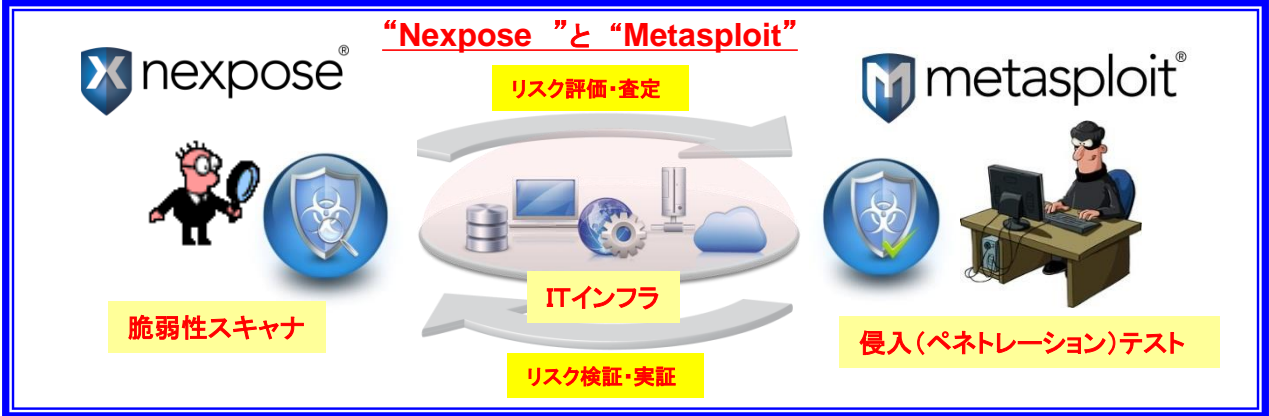 “Nexpose ”と “Metasploit”
nexpose®
metasploit®
リスク評価・査定
ITインフラ
脆弱性スキャナ
侵入(ペネトレーション)テスト
リスク検証・実証